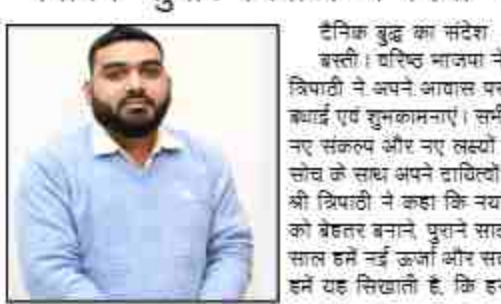 दैनिक बुद्ध का संदेश
बस्ती। वरिष्ठ भाजपा ने
त्रिपाठी ने अपने आवास पर
बधाई एवं शुभकामनाएं। सभी
नए संकल्प और नए लक्ष्यों
सोच के साथ अपने दायित्वों
श्री त्रिपाठी ने कहा कि नया
को बेहतर बनाने, पुराने साल
साल हमें नई ऊर्जा और सका
हमें यह सिखाती है, कि ह